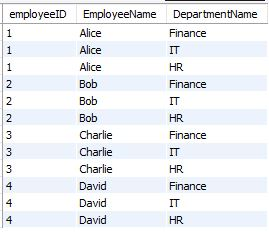 employeeID EmployeeName DepartmentName
1 Alice Finance
1 Alice IT
1 Alice HR
2 Bob Finance
2 Bob IT
2 Bob HR
3 Charlie Finance
3 Charlie IT
3 Charlie HR
4 David Finance
4 David IT
4 David HR